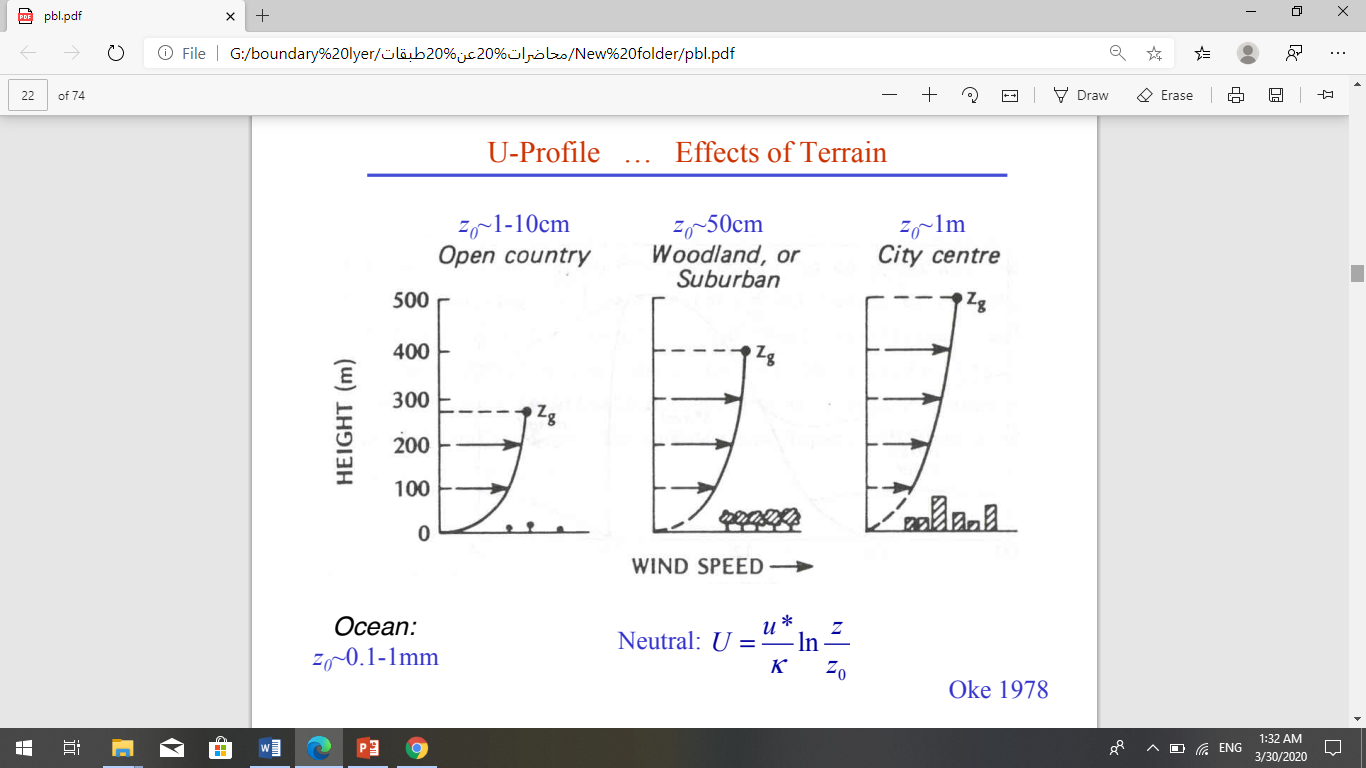 pbl.pdf
File
G:/boundary%20lyer/محاضرات%20عن%20طبقات/New%20folder/pbl.pdf
22
of 74
Draw
Erase
U-Profile … Effects of Terrain
z0~1-10cm
Open country
z0~50cm
Woodland, or
Suburban
z0~1m
City centre
HEIGHT (m)
500
400
300
200
100
0
zg
zg
zg
WIND SPEED
Ocean:
z0~0.1-1mm
Neutral: U = u*/κ ln z/z0
Oke 1978
ENG
1:32 AM
3/30/2020